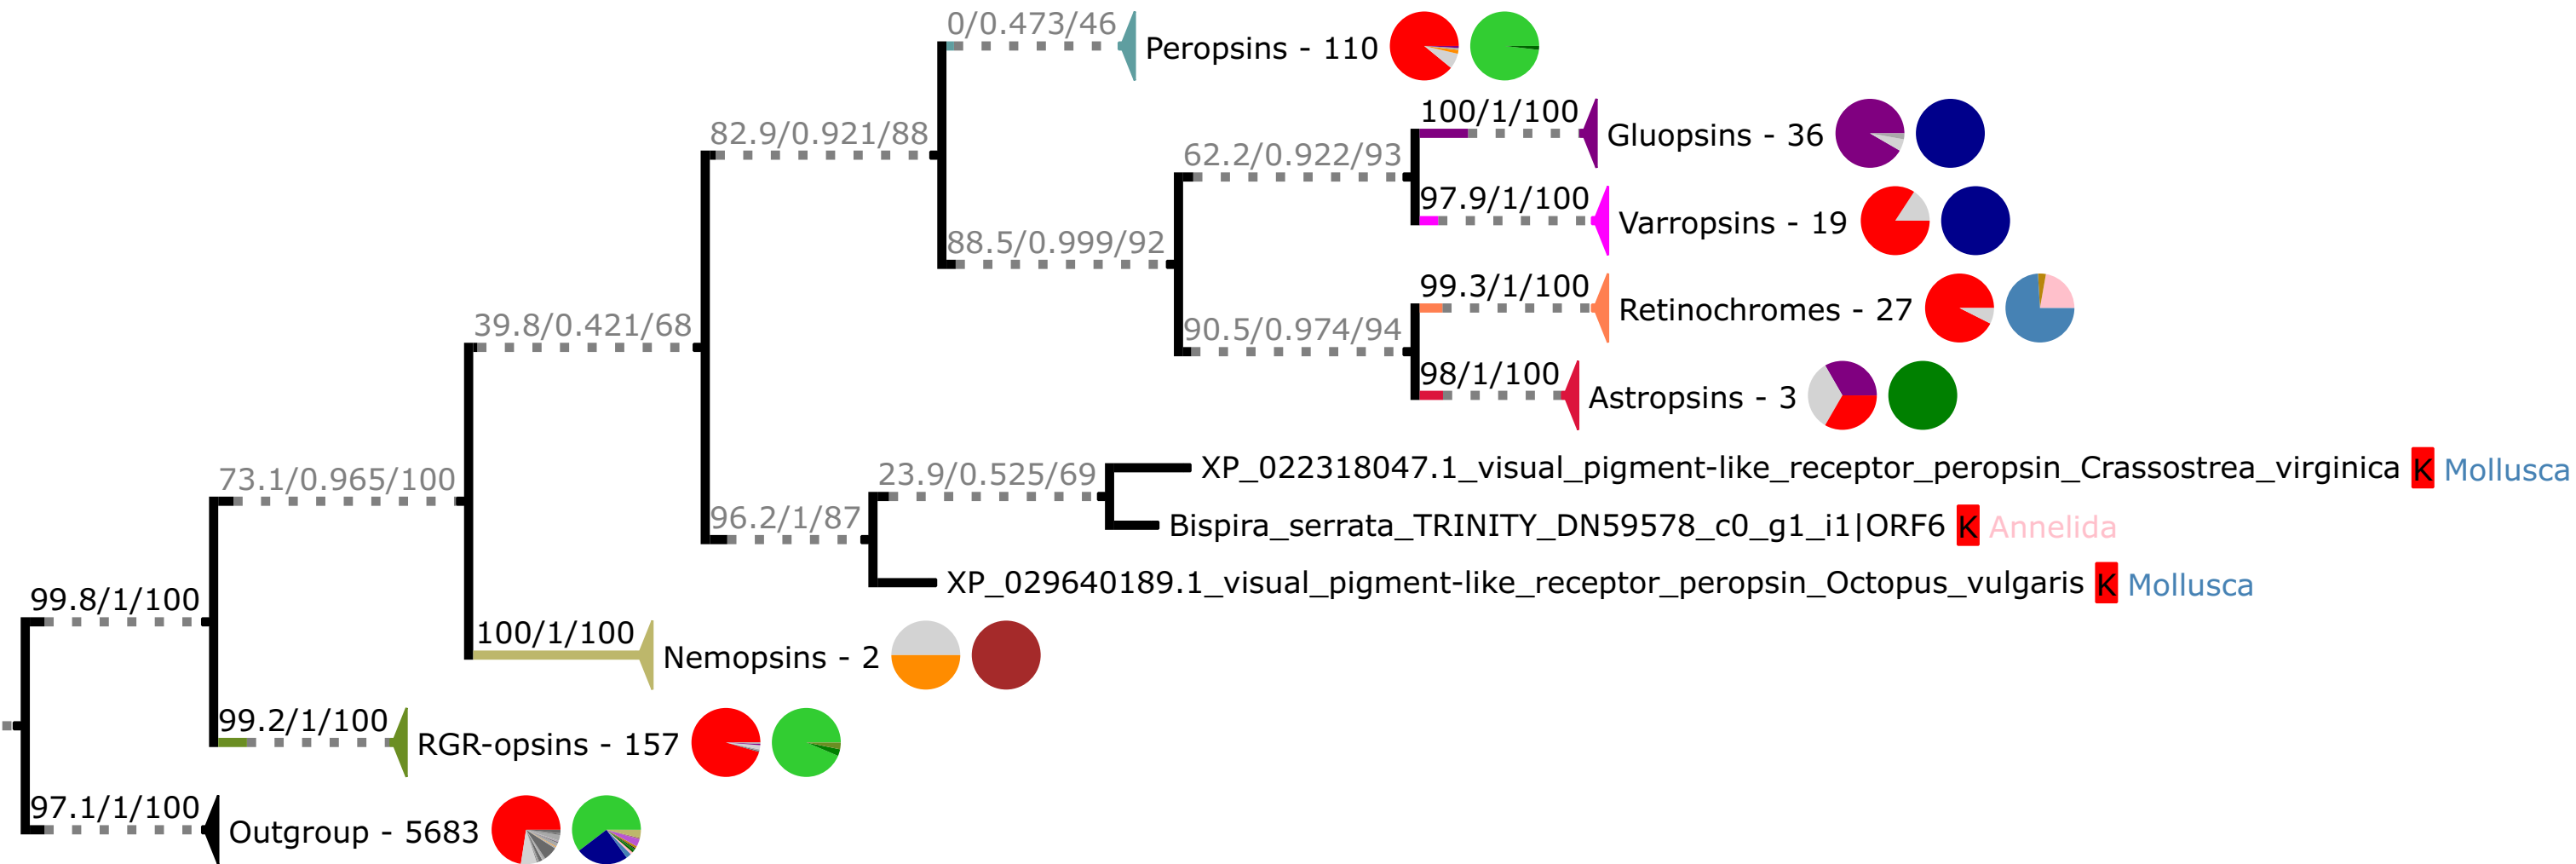 0/0.473/46
Peropsins - 110
100/1/100
82.9/0.921/88
Gluopsins - 36
62.2/0.922/93
97.9/1/100
Varropsins - 19
88.5/0.999/92
99.3/1/100
Retinochromes - 27
39.8/0.421/68
90.5/0.974/94
98/1/100
Astropsins - 3
XP_022318047.1_visual_pigment-like_receptor_peropsin_Crassostrea_virginica K Mollusca
73.1/0.965/100
23.9/0.525/69
96.2/1/87
Bispira_serrata_TRINITY_DN59578_c0_g1_i1|ORF6 K Annelida
XP_029640189.1_visual_pigment-like_receptor_peropsin_Octopus_vulgaris K Mollusca
99.8/1/100
100/1/100
Nemopsins - 2
99.2/1/100
RGR-opsins - 157
97.1/1/100
Outgroup - 5683